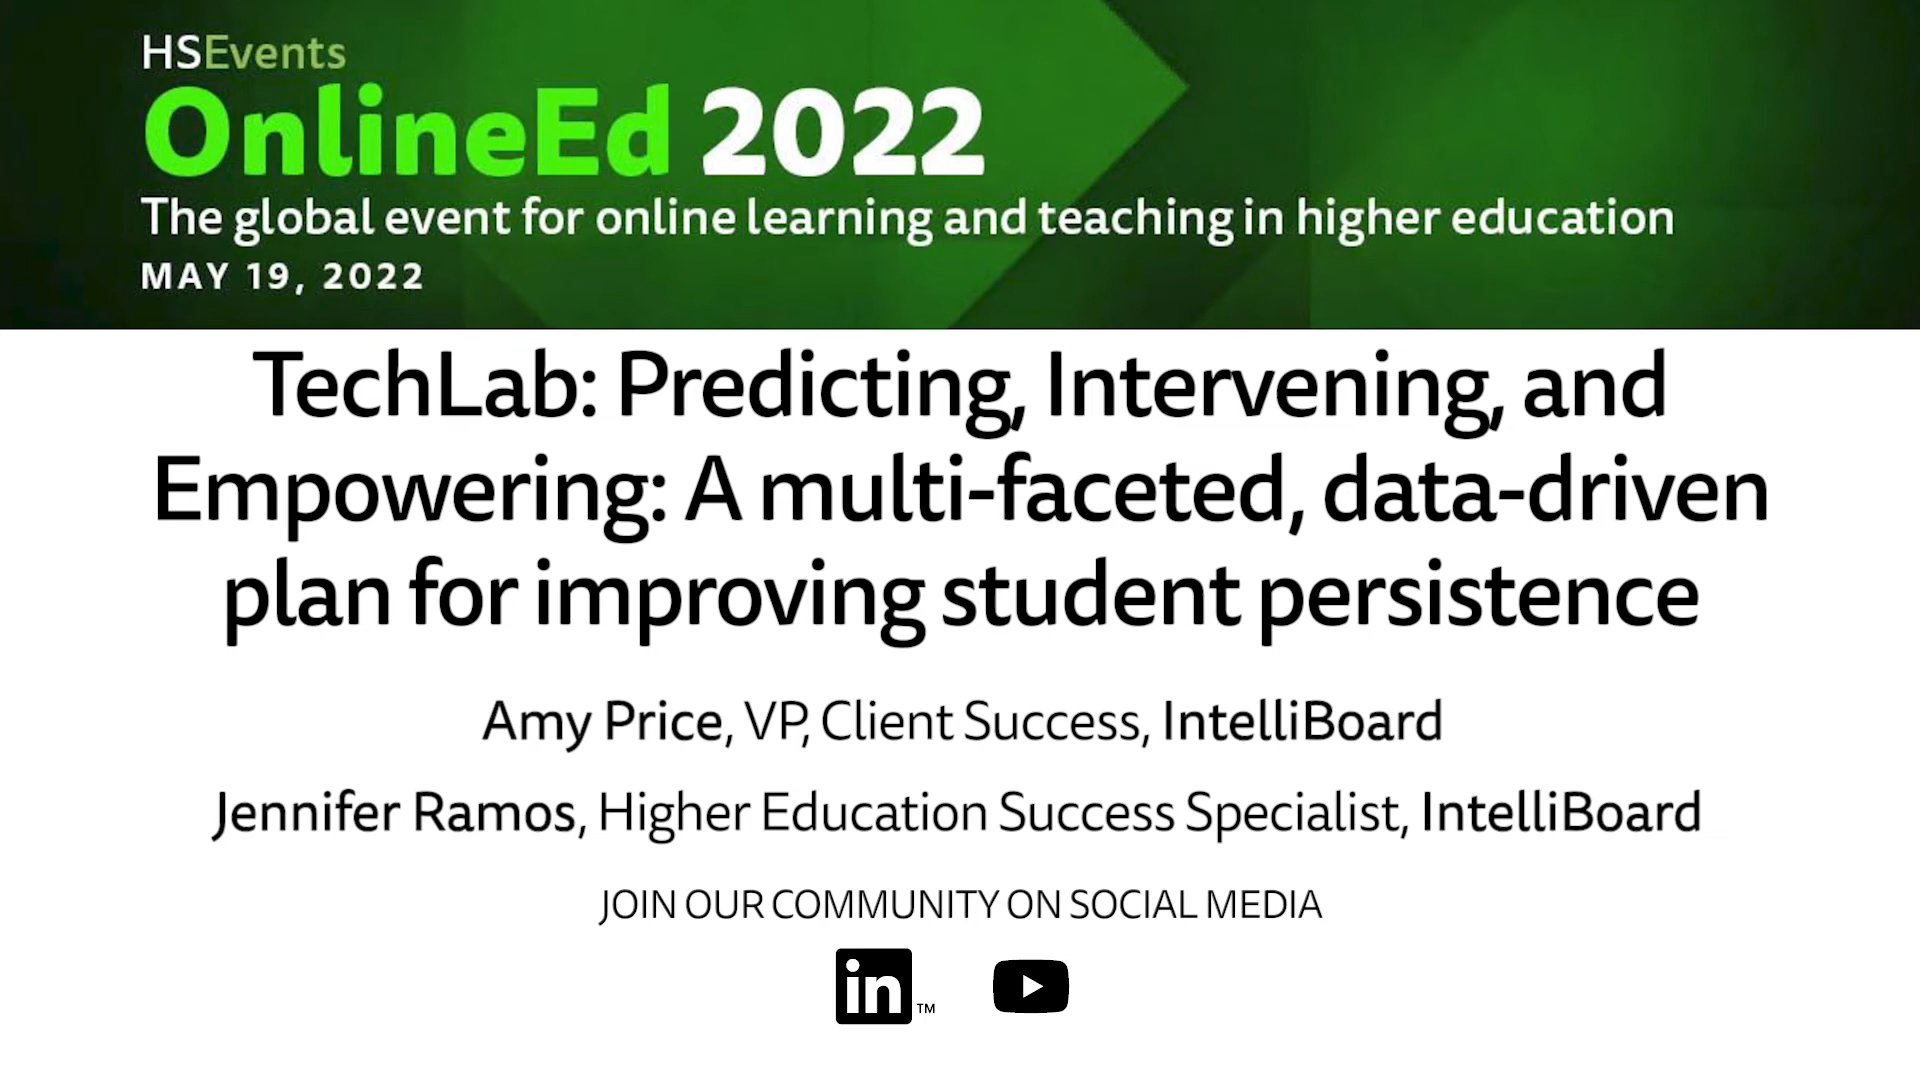 HSEvents
OnlineEd 2022
The global event for online learning and teaching in higher education
MAY 19, 2022
TechLab: Predicting, Intervening, and
Empowering: A multi-faceted, data-driven
plan for improving student persistence
Amy Price, VP, Client Success, IntelliBoard
Jennifer Ramos, Higher Education Success Specialist, IntelliBoard
JOIN OUR COMMUNITY ON SOCIAL MEDIA
in TM